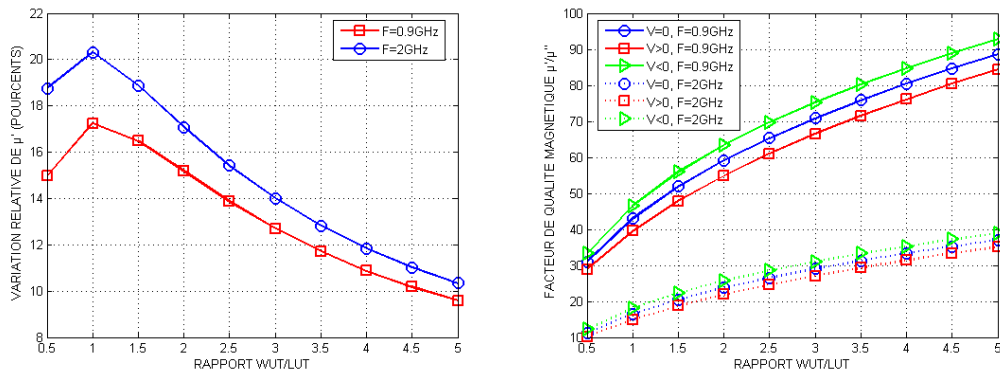 VARIATION RELATIVE DE µ' (POURCENTS)
22
20
18
16
14
12
10
8
0.5 1 1.5 2 2.5 3 3.5 4 4.5 5
RAPPORT WUT/LUT
F=0.9GHz
F=2GHz
FACTEUR DE QUALITE MAGNETIQUE µ'/µ''
100
90
80
70
60
50
40
30
20
10
0.5 1 1.5 2 2.5 3 3.5 4 4.5 5
RAPPORT WUT/LUT
V=0, F=0.9GHz
V>0, F=0.9GHz
V<0, F=0.9GHz
V=0, F=2GHz
V>0, F=2GHz
V<0, F=2GHz